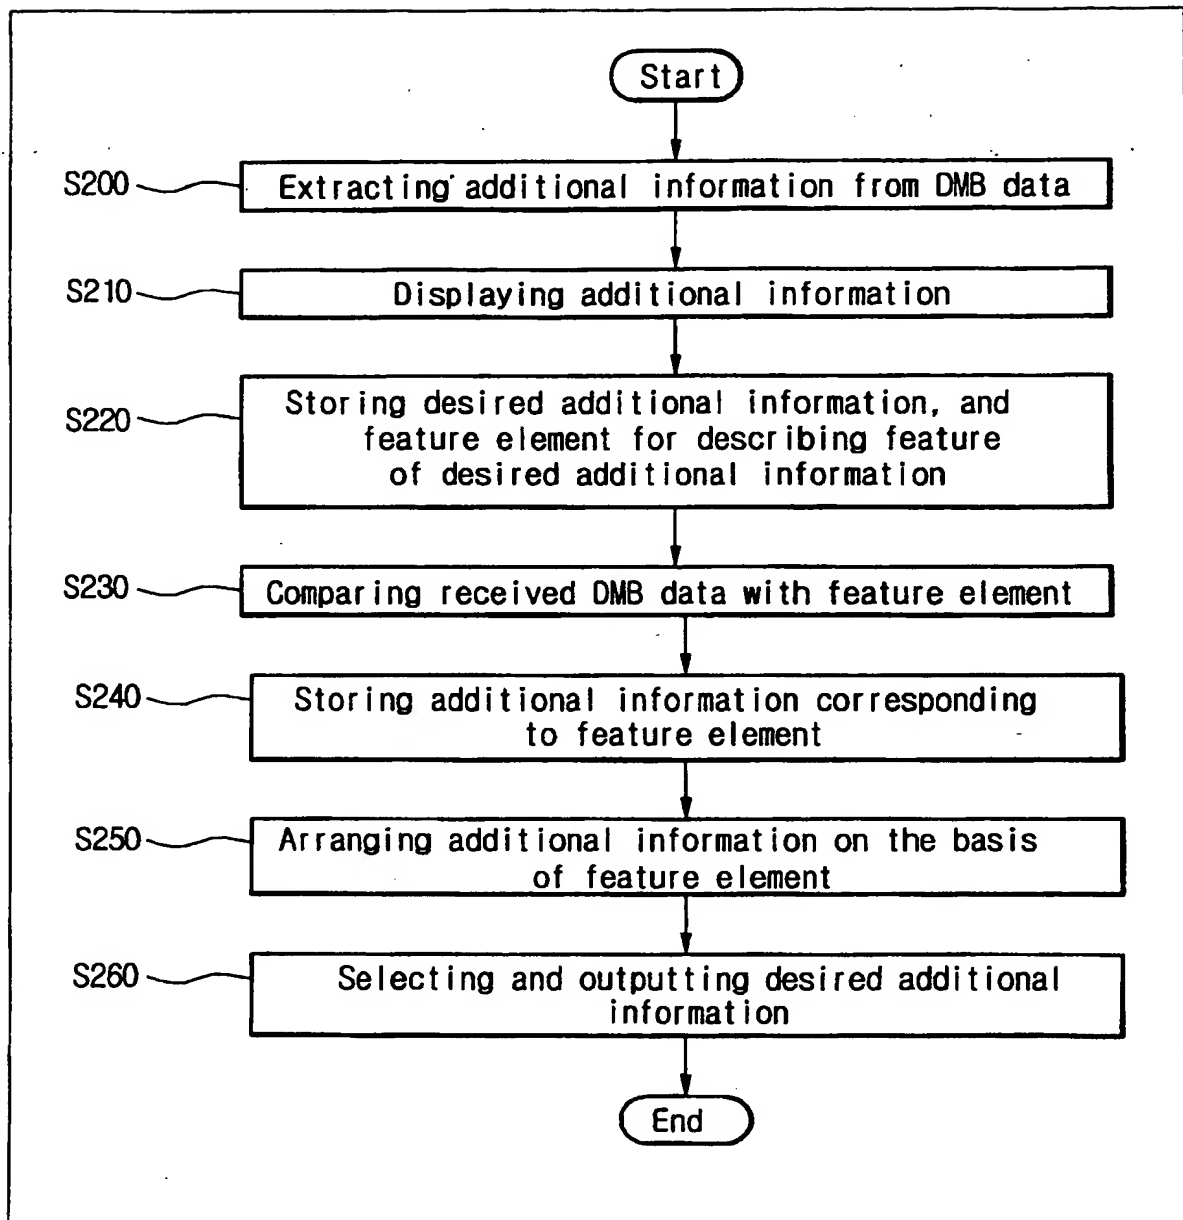 Start
S200
Extracting additional information from DMB data
S210
Displaying additional information
S220
Storing desired additional information, and
feature element for describing feature
of desired additional information
S230
Comparing received DMB data with feature element
S240
Storing additional information corresponding
to feature element
S250
Arranging additional information on the basis
of feature element
S260
Selecting and outputting desired additional
information
End